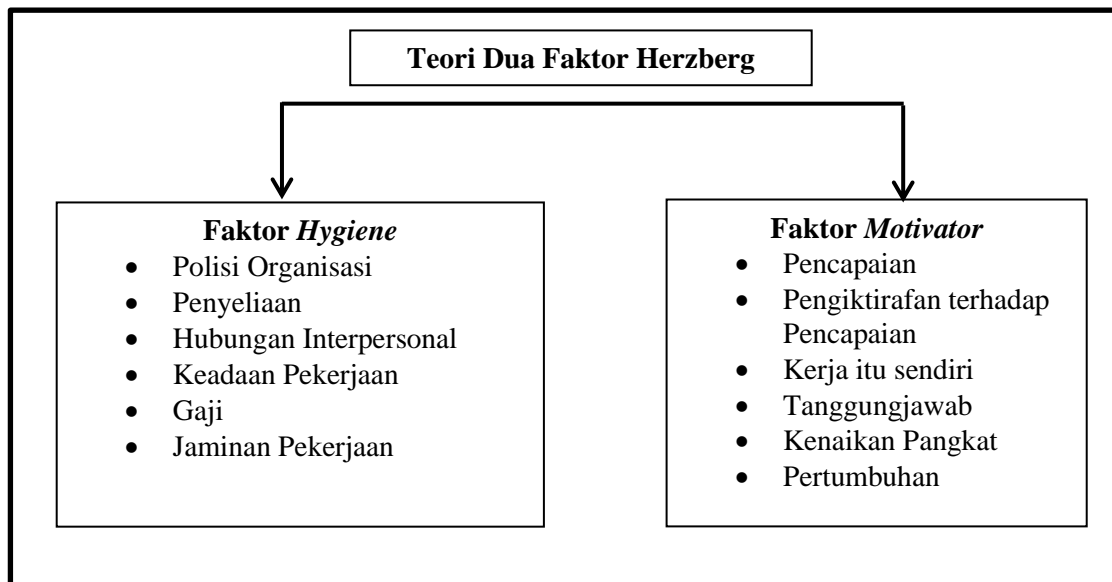 Teori Dua Faktor Herzberg
Faktor Hygiene
• Polisi Organisasi
• Penyeliaan
• Hubungan Interpersonal
• Keadaan Pekerjaan
• Gaji
• Jaminan Pekerjaan
Faktor Motivator
• Pencapaian
• Pengiktirafan terhadap
Pencapaian
• Kerja itu sendiri
• Tanggungjawab
• Kenaikan Pangkat
• Pertumbuhan